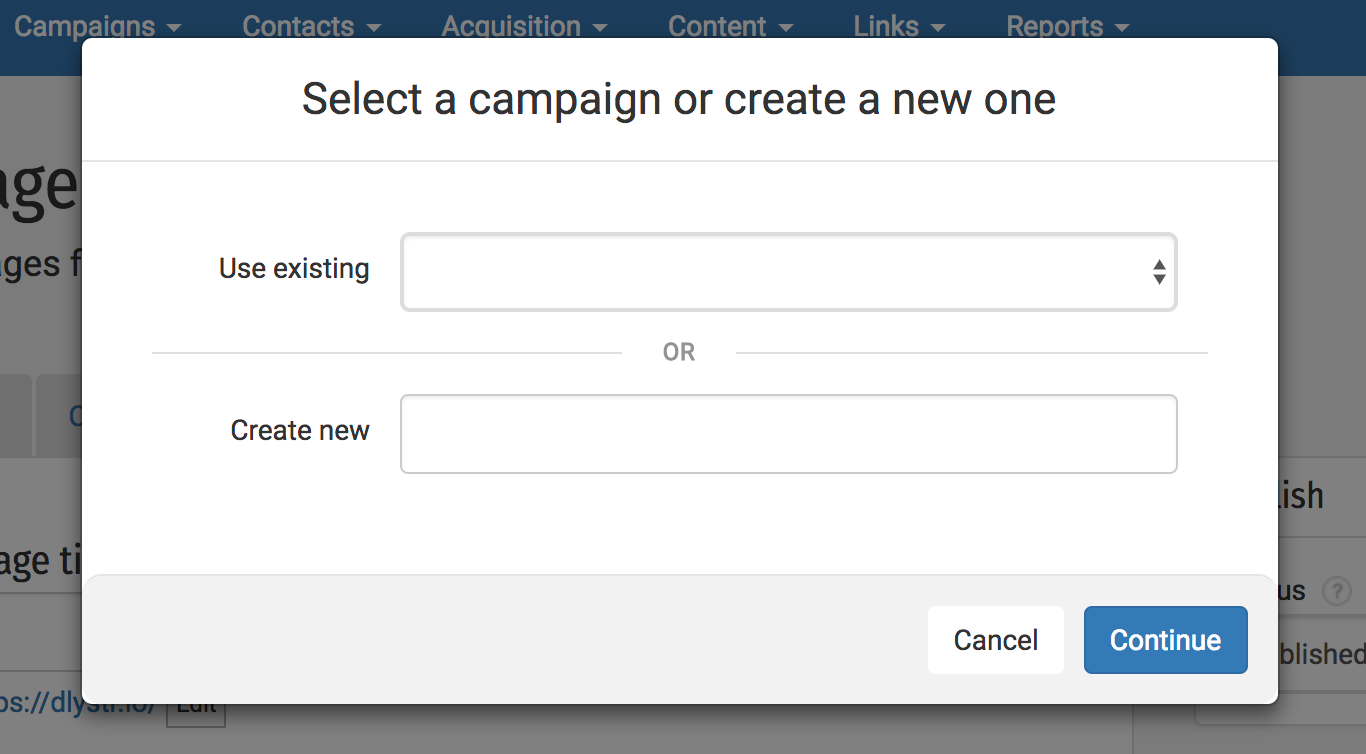 Campaigns Contacts Acquisition Content Links Reports
Select a campaign or create a new one
age
ages f
Use existing
OR
Create new
lish
age ti
us ?
blished
Cancel Continue
ps://dlystr.io/ Edit